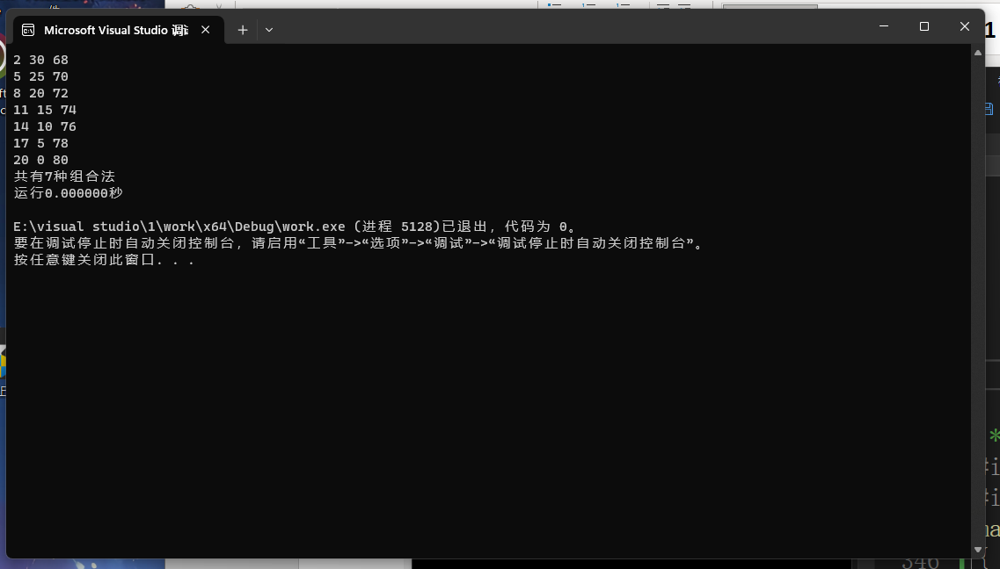 Microsoft Visual Studio 调试
2 30 68
5 25 70
8 20 72
11 15 74
14 10 76
17 5 78
20 0 80
共有7种组合法
运行0.000000秒
E:\visual studio\1\work\x64\Debug\work.exe (进程 5128)已退出，代码为 0。
要在调试停止时自动关闭控制台，请启用“工具”->“选项”->“调试”->“调试停止时自动关闭控制台”。
按任意键关闭此窗口. . .
1
*
#i
#i
ma
346
{